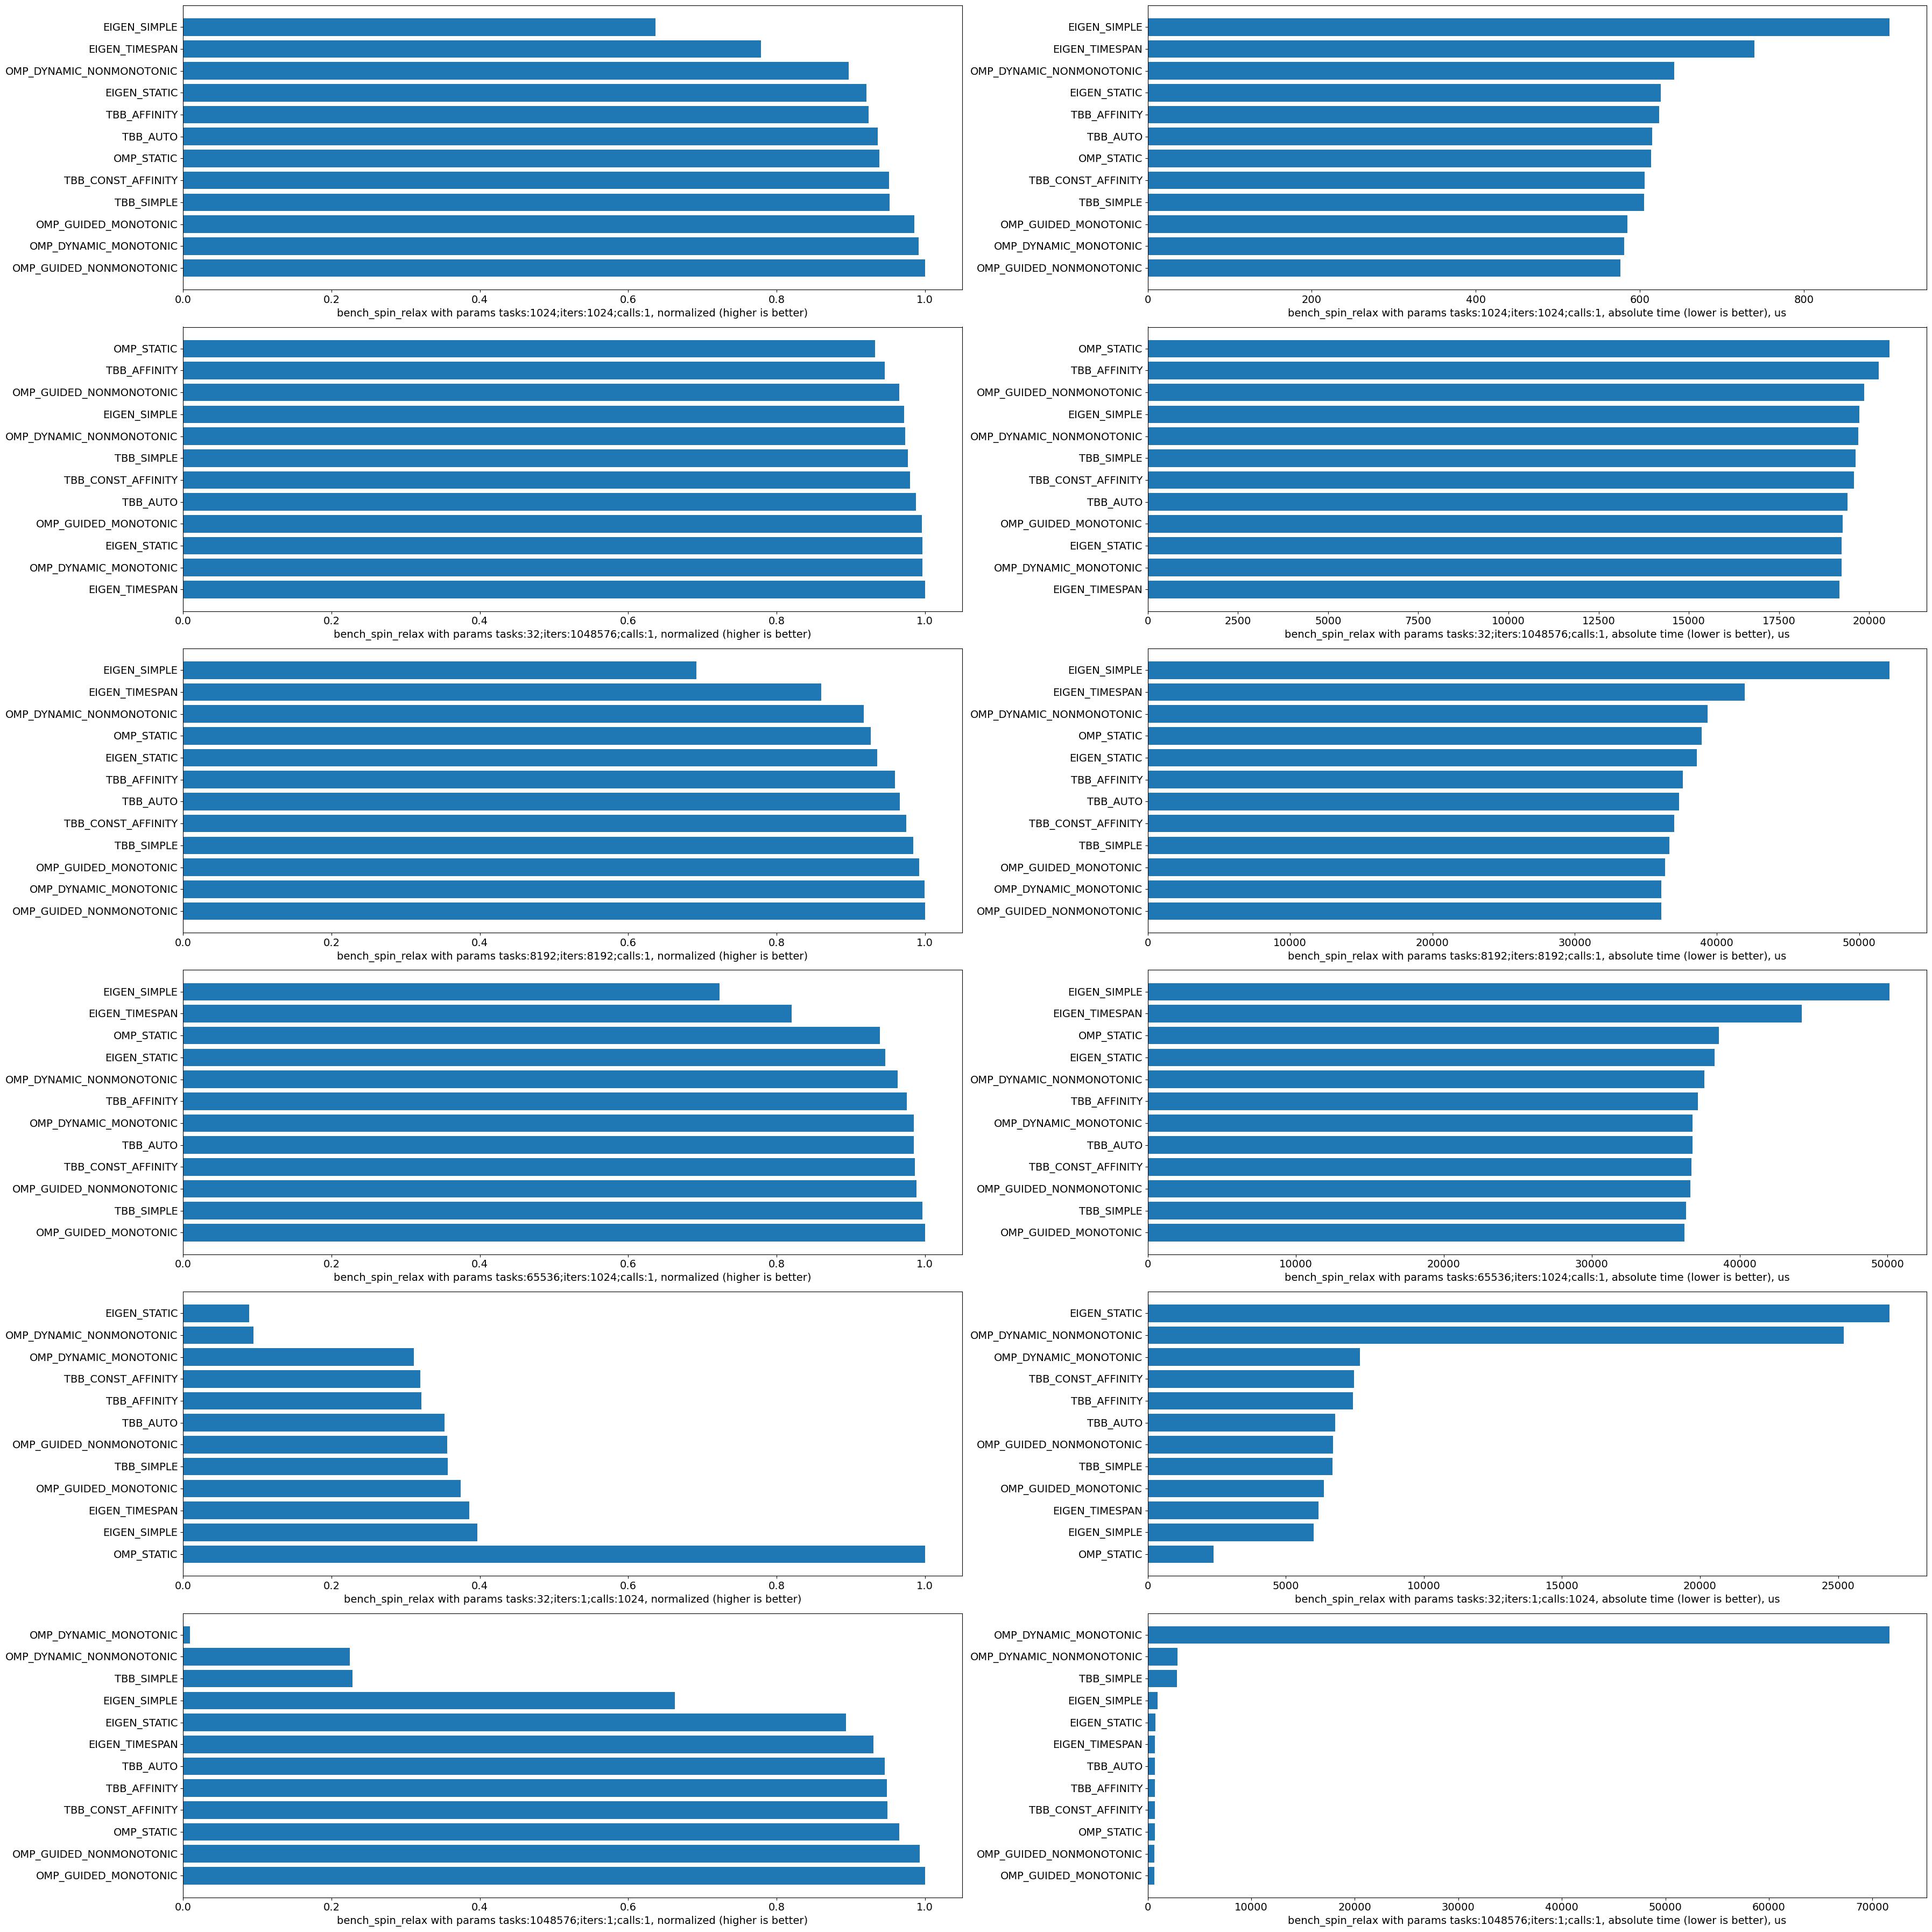 EIGEN_SIMPLE
EIGEN_TIMESPAN
OMP_DYNAMIC_NONMONOTONIC
EIGEN_STATIC
TBB_AFFINITY
TBB_AUTO
OMP_STATIC
TBB_CONST_AFFINITY
TBB_SIMPLE
OMP_GUIDED_MONOTONIC
OMP_DYNAMIC_MONOTONIC
OMP_GUIDED_NONMONOTONIC
0.0 0.2 0.4 0.6 0.8 1.0
bench_spin_relax with params tasks:1024;iters:1024;calls:1, normalized (higher is better)
EIGEN_SIMPLE
EIGEN_TIMESPAN
OMP_DYNAMIC_NONMONOTONIC
EIGEN_STATIC
TBB_AFFINITY
TBB_AUTO
OMP_STATIC
TBB_CONST_AFFINITY
TBB_SIMPLE
OMP_GUIDED_MONOTONIC
OMP_DYNAMIC_MONOTONIC
OMP_GUIDED_NONMONOTONIC
0 200 400 600 800
bench_spin_relax with params tasks:1024;iters:1024;calls:1, absolute time (lower is better), us
OMP_STATIC
TBB_AFFINITY
OMP_GUIDED_NONMONOTONIC
EIGEN_SIMPLE
OMP_DYNAMIC_NONMONOTONIC
TBB_SIMPLE
TBB_CONST_AFFINITY
TBB_AUTO
OMP_GUIDED_MONOTONIC
EIGEN_STATIC
OMP_DYNAMIC_MONOTONIC
EIGEN_TIMESPAN
0.0 0.2 0.4 0.6 0.8 1.0
bench_spin_relax with params tasks:32;iters:1048576;calls:1, normalized (higher is better)
OMP_STATIC
TBB_AFFINITY
OMP_GUIDED_NONMONOTONIC
EIGEN_SIMPLE
OMP_DYNAMIC_NONMONOTONIC
TBB_SIMPLE
TBB_CONST_AFFINITY
TBB_AUTO
OMP_GUIDED_MONOTONIC
EIGEN_STATIC
OMP_DYNAMIC_MONOTONIC
EIGEN_TIMESPAN
0 2500 5000 7500 10000 12500 15000 17500 20000
bench_spin_relax with params tasks:32;iters:1048576;calls:1, absolute time (lower is better), us
EIGEN_SIMPLE
EIGEN_TIMESPAN
OMP_DYNAMIC_NONMONOTONIC
OMP_STATIC
EIGEN_STATIC
TBB_AFFINITY
TBB_AUTO
TBB_CONST_AFFINITY
TBB_SIMPLE
OMP_GUIDED_MONOTONIC
OMP_DYNAMIC_MONOTONIC
OMP_GUIDED_NONMONOTONIC
0.0 0.2 0.4 0.6 0.8 1.0
bench_spin_relax with params tasks:8192;iters:8192;calls:1, normalized (higher is better)
EIGEN_SIMPLE
EIGEN_TIMESPAN
OMP_DYNAMIC_NONMONOTONIC
OMP_STATIC
EIGEN_STATIC
TBB_AFFINITY
TBB_AUTO
TBB_CONST_AFFINITY
TBB_SIMPLE
OMP_GUIDED_MONOTONIC
OMP_DYNAMIC_MONOTONIC
OMP_GUIDED_NONMONOTONIC
0 10000 20000 30000 40000 50000
bench_spin_relax with params tasks:8192;iters:8192;calls:1, absolute time (lower is better), us
EIGEN_SIMPLE
EIGEN_TIMESPAN
OMP_STATIC
EIGEN_STATIC
OMP_DYNAMIC_NONMONOTONIC
TBB_AFFINITY
OMP_DYNAMIC_MONOTONIC
TBB_AUTO
TBB_CONST_AFFINITY
OMP_GUIDED_NONMONOTONIC
TBB_SIMPLE
OMP_GUIDED_MONOTONIC
0.0 0.2 0.4 0.6 0.8 1.0
bench_spin_relax with params tasks:65536;iters:1024;calls:1, normalized (higher is better)
EIGEN_SIMPLE
EIGEN_TIMESPAN
OMP_STATIC
EIGEN_STATIC
OMP_DYNAMIC_NONMONOTONIC
TBB_AFFINITY
OMP_DYNAMIC_MONOTONIC
TBB_AUTO
TBB_CONST_AFFINITY
OMP_GUIDED_NONMONOTONIC
TBB_SIMPLE
OMP_GUIDED_MONOTONIC
0 10000 20000 30000 40000 50000
bench_spin_relax with params tasks:65536;iters:1024;calls:1, absolute time (lower is better), us
EIGEN_STATIC
OMP_DYNAMIC_NONMONOTONIC
OMP_DYNAMIC_MONOTONIC
TBB_CONST_AFFINITY
TBB_AFFINITY
TBB_AUTO
OMP_GUIDED_NONMONOTONIC
TBB_SIMPLE
OMP_GUIDED_MONOTONIC
EIGEN_TIMESPAN
EIGEN_SIMPLE
OMP_STATIC
0.0 0.2 0.4 0.6 0.8 1.0
bench_spin_relax with params tasks:32;iters:1;calls:1024, normalized (higher is better)
EIGEN_STATIC
OMP_DYNAMIC_NONMONOTONIC
OMP_DYNAMIC_MONOTONIC
TBB_CONST_AFFINITY
TBB_AFFINITY
TBB_AUTO
OMP_GUIDED_NONMONOTONIC
TBB_SIMPLE
OMP_GUIDED_MONOTONIC
EIGEN_TIMESPAN
EIGEN_SIMPLE
OMP_STATIC
0 5000 10000 15000 20000 25000
bench_spin_relax with params tasks:32;iters:1;calls:1024, absolute time (lower is better), us
OMP_DYNAMIC_MONOTONIC
OMP_DYNAMIC_NONMONOTONIC
TBB_SIMPLE
EIGEN_SIMPLE
EIGEN_STATIC
EIGEN_TIMESPAN
TBB_AUTO
TBB_AFFINITY
TBB_CONST_AFFINITY
OMP_STATIC
OMP_GUIDED_NONMONOTONIC
OMP_GUIDED_MONOTONIC
0.0 0.2 0.4 0.6 0.8 1.0
bench_spin_relax with params tasks:1048576;iters:1;calls:1, normalized (higher is better)
OMP_DYNAMIC_MONOTONIC
OMP_DYNAMIC_NONMONOTONIC
TBB_SIMPLE
EIGEN_SIMPLE
EIGEN_STATIC
EIGEN_TIMESPAN
TBB_AUTO
TBB_AFFINITY
TBB_CONST_AFFINITY
OMP_STATIC
OMP_GUIDED_NONMONOTONIC
OMP_GUIDED_MONOTONIC
0 10000 20000 30000 40000 50000 60000 70000
bench_spin_relax with params tasks:1048576;iters:1;calls:1, absolute time (lower is better), us